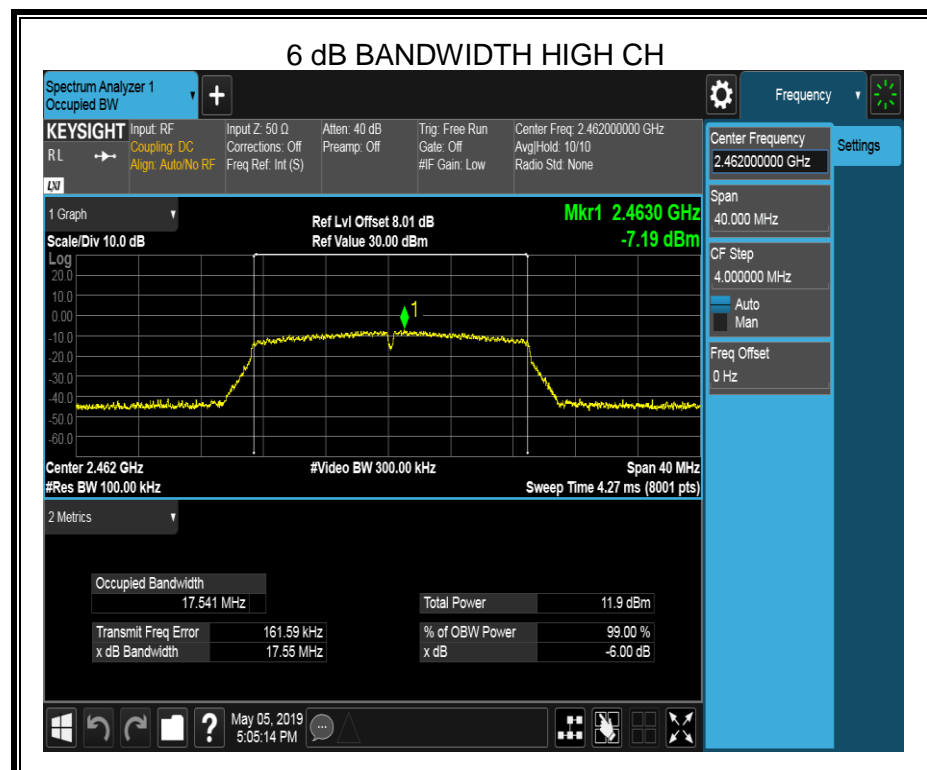 6 dB BANDWIDTH HIGH CH
Spectrum Analyzer 1
Occupied BW
+
Frequency
KEYSIGHT
RL
LXI
Input: RF
Coupling: DC
Align: Auto/No RF
Input Z: 50 Ω
Corrections: Off
Freq Ref: Int (S)
Atten: 40 dB
Preamp: Off
Trig: Free Run
Gate: Off
#IF Gain: Low
Center Freq: 2.462000000 GHz
Avg|Hold: 10/10
Radio Std: None
Center Frequency
2.462000000 GHz
Settings
Span
40.000 MHz
CF Step
4.000000 MHz
Auto
Man
Freq Offset
0 Hz
1 Graph
Scale/Div 10.0 dB
Ref Lvl Offset 8.01 dB
Ref Value 30.00 dBm
Mkr1 2.4630 GHz
-7.19 dBm
Log
20.0
10.0
0.00
-10.0
-20.0
-30.0
-40.0
-50.0
-60.0
1
Center 2.462 GHz
#Res BW 100.00 kHz
#Video BW 300.00 kHz
Span 40 MHz
Sweep Time 4.27 ms (8001 pts)
2 Metrics
Occupied Bandwidth
17.541 MHz
Total Power 11.9 dBm
Transmit Freq Error 161.59 kHz
% of OBW Power 99.00 %
x dB Bandwidth 17.55 MHz
x dB -6.00 dB
?
May 05, 2019
5:05:14 PM